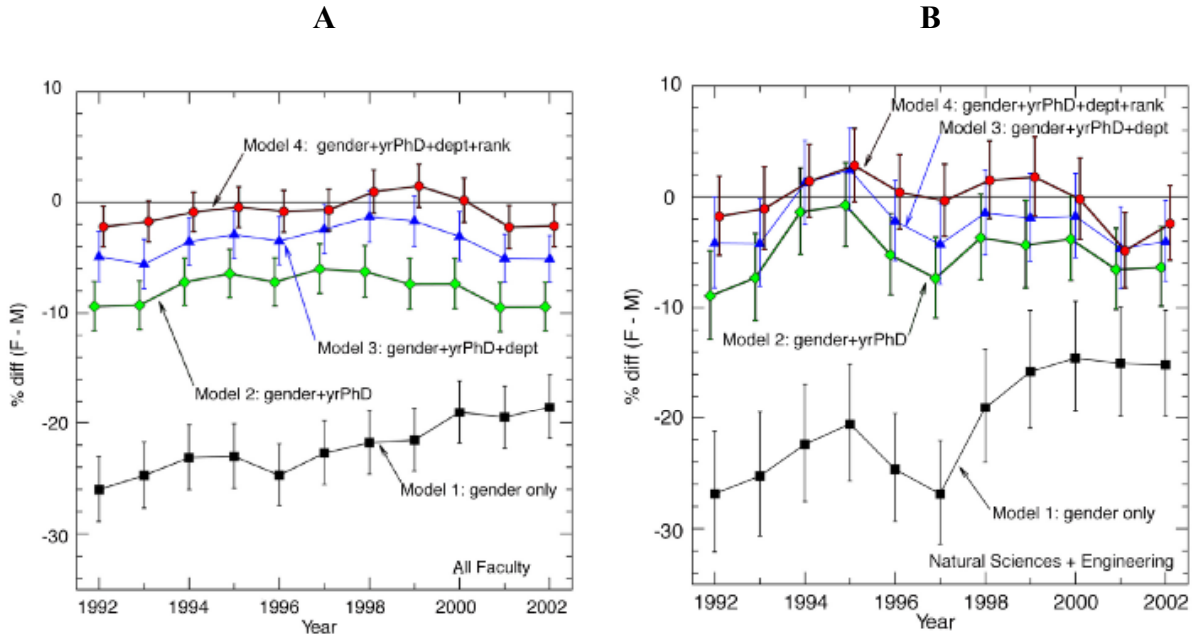 A
B
10
0
-10
-20
-30
% diff (F - M)
Model 4: gender+yrPhD+dept+rank
Model 3: gender+yrPhD+dept
Model 2: gender+yrPhD
Model 1: gender only
All Faculty
1992
1994
1996
1998
2000
2002
Year
10
0
-10
-20
-30
% diff (F - M)
Model 4: gender+yrPhD+dept+rank
Model 3: gender+yrPhD+dept
Model 2: gender+yrPhD
Model 1: gender only
Natural Sciences + Engineering
1992
1994
1996
1998
2000
2002
Year